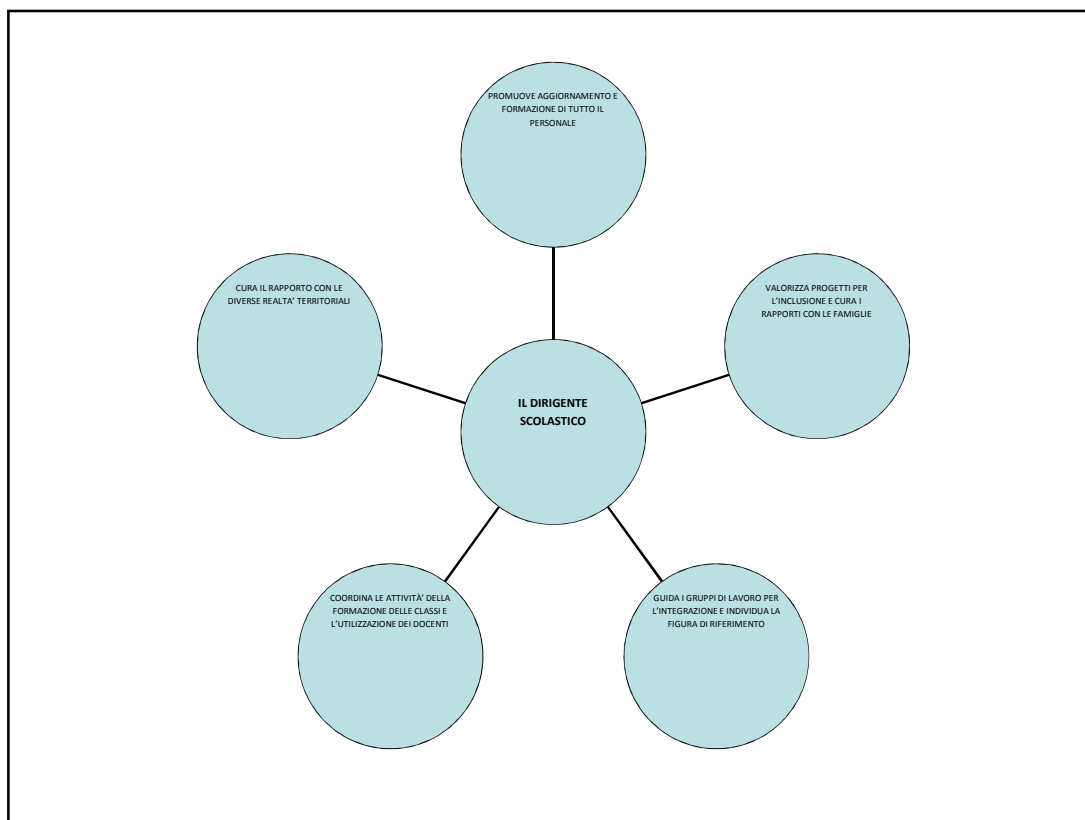 PROMUOVE AGGIORNAMENTO E
FORMAZIONE DI TUTTO IL
PERSONALE
CURA IL RAPPORTO CON LE
DIVERSE REALTA' TERRITORIALI
VALORIZZA PROGETTI PER
L'INCLUSIONE E CURA I
RAPPORTI CON LE FAMIGLIE
IL DIRIGENTE
SCOLASTICO
COORDINA LE ATTIVITÀ' DELLA
FORMAZIONE DELLE CLASSI E
L'UTILIZZAZIONE DEI DOCENTI
GUIDA I GRUPPI DI LAVORO PER
L'INTEGRAZIONE E INDIVIDUA LA
FIGURA DI RIFERIMENTO